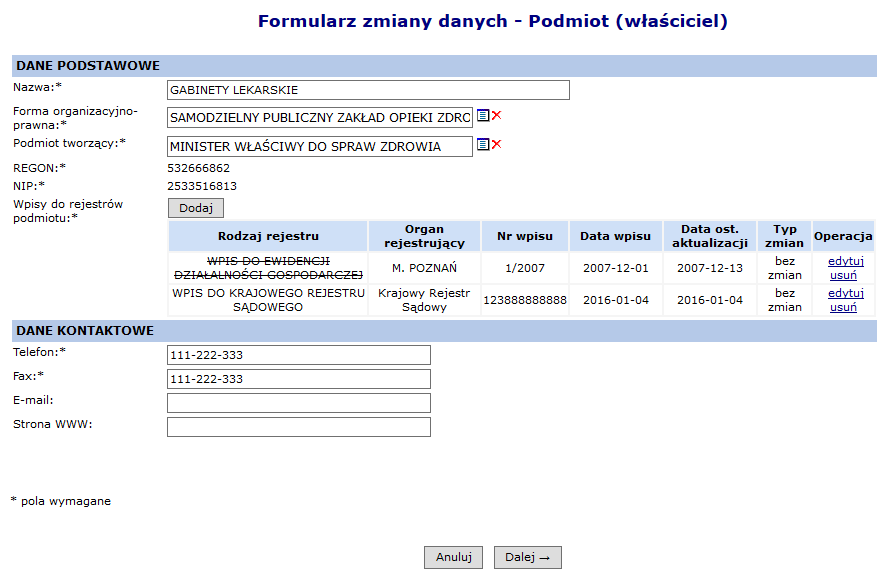 Formularz zmiany danych - Podmiot (właściciel)
DANE PODSTAWOWE
Nazwa:* GABINETY LEKARSKIE
Forma organizacyjno-
prawna:* SAMODZIELNY PUBLICZNY ZAKŁAD OPIEKI ZDRO
Podmiot tworzący:* MINISTER WŁAŚCIWY DO SPRAW ZDROWIA
REGON:* 532666862
NIP:* 2533516813
Wpisy do rejestrów
podmiotu:* Dodaj
Rodzaj rejestru Organ
rejestrujący Nr wpisu Data wpisu Data ost.
aktualizacji Typ
zmian Operacja
WPIS DO EWIDENCJI
DZIAŁALNOŚCI GOSPODARCZEJ M. POZNAŃ 1/2007 2007-12-01 2007-12-13 bez
zmian edytuj
usuń
WPIS DO KRAJOWEGO REJESTRU
SĄDOWEGO Krajowy Rejestr
Sądowy 123888888888 2016-01-04 2016-01-04 bez
zmian edytuj
usuń
DANE KONTAKTOWE
Telefon:* 111-222-333
Fax:* 111-222-333
E-mail:
Strona WWW:
* pola wymagane
Anuluj Dalej →